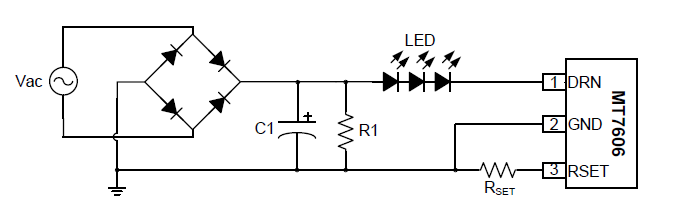 LED
Vac
1 DRN
C1
+
R1
2 GND
MT7606
3 RSET
RSET